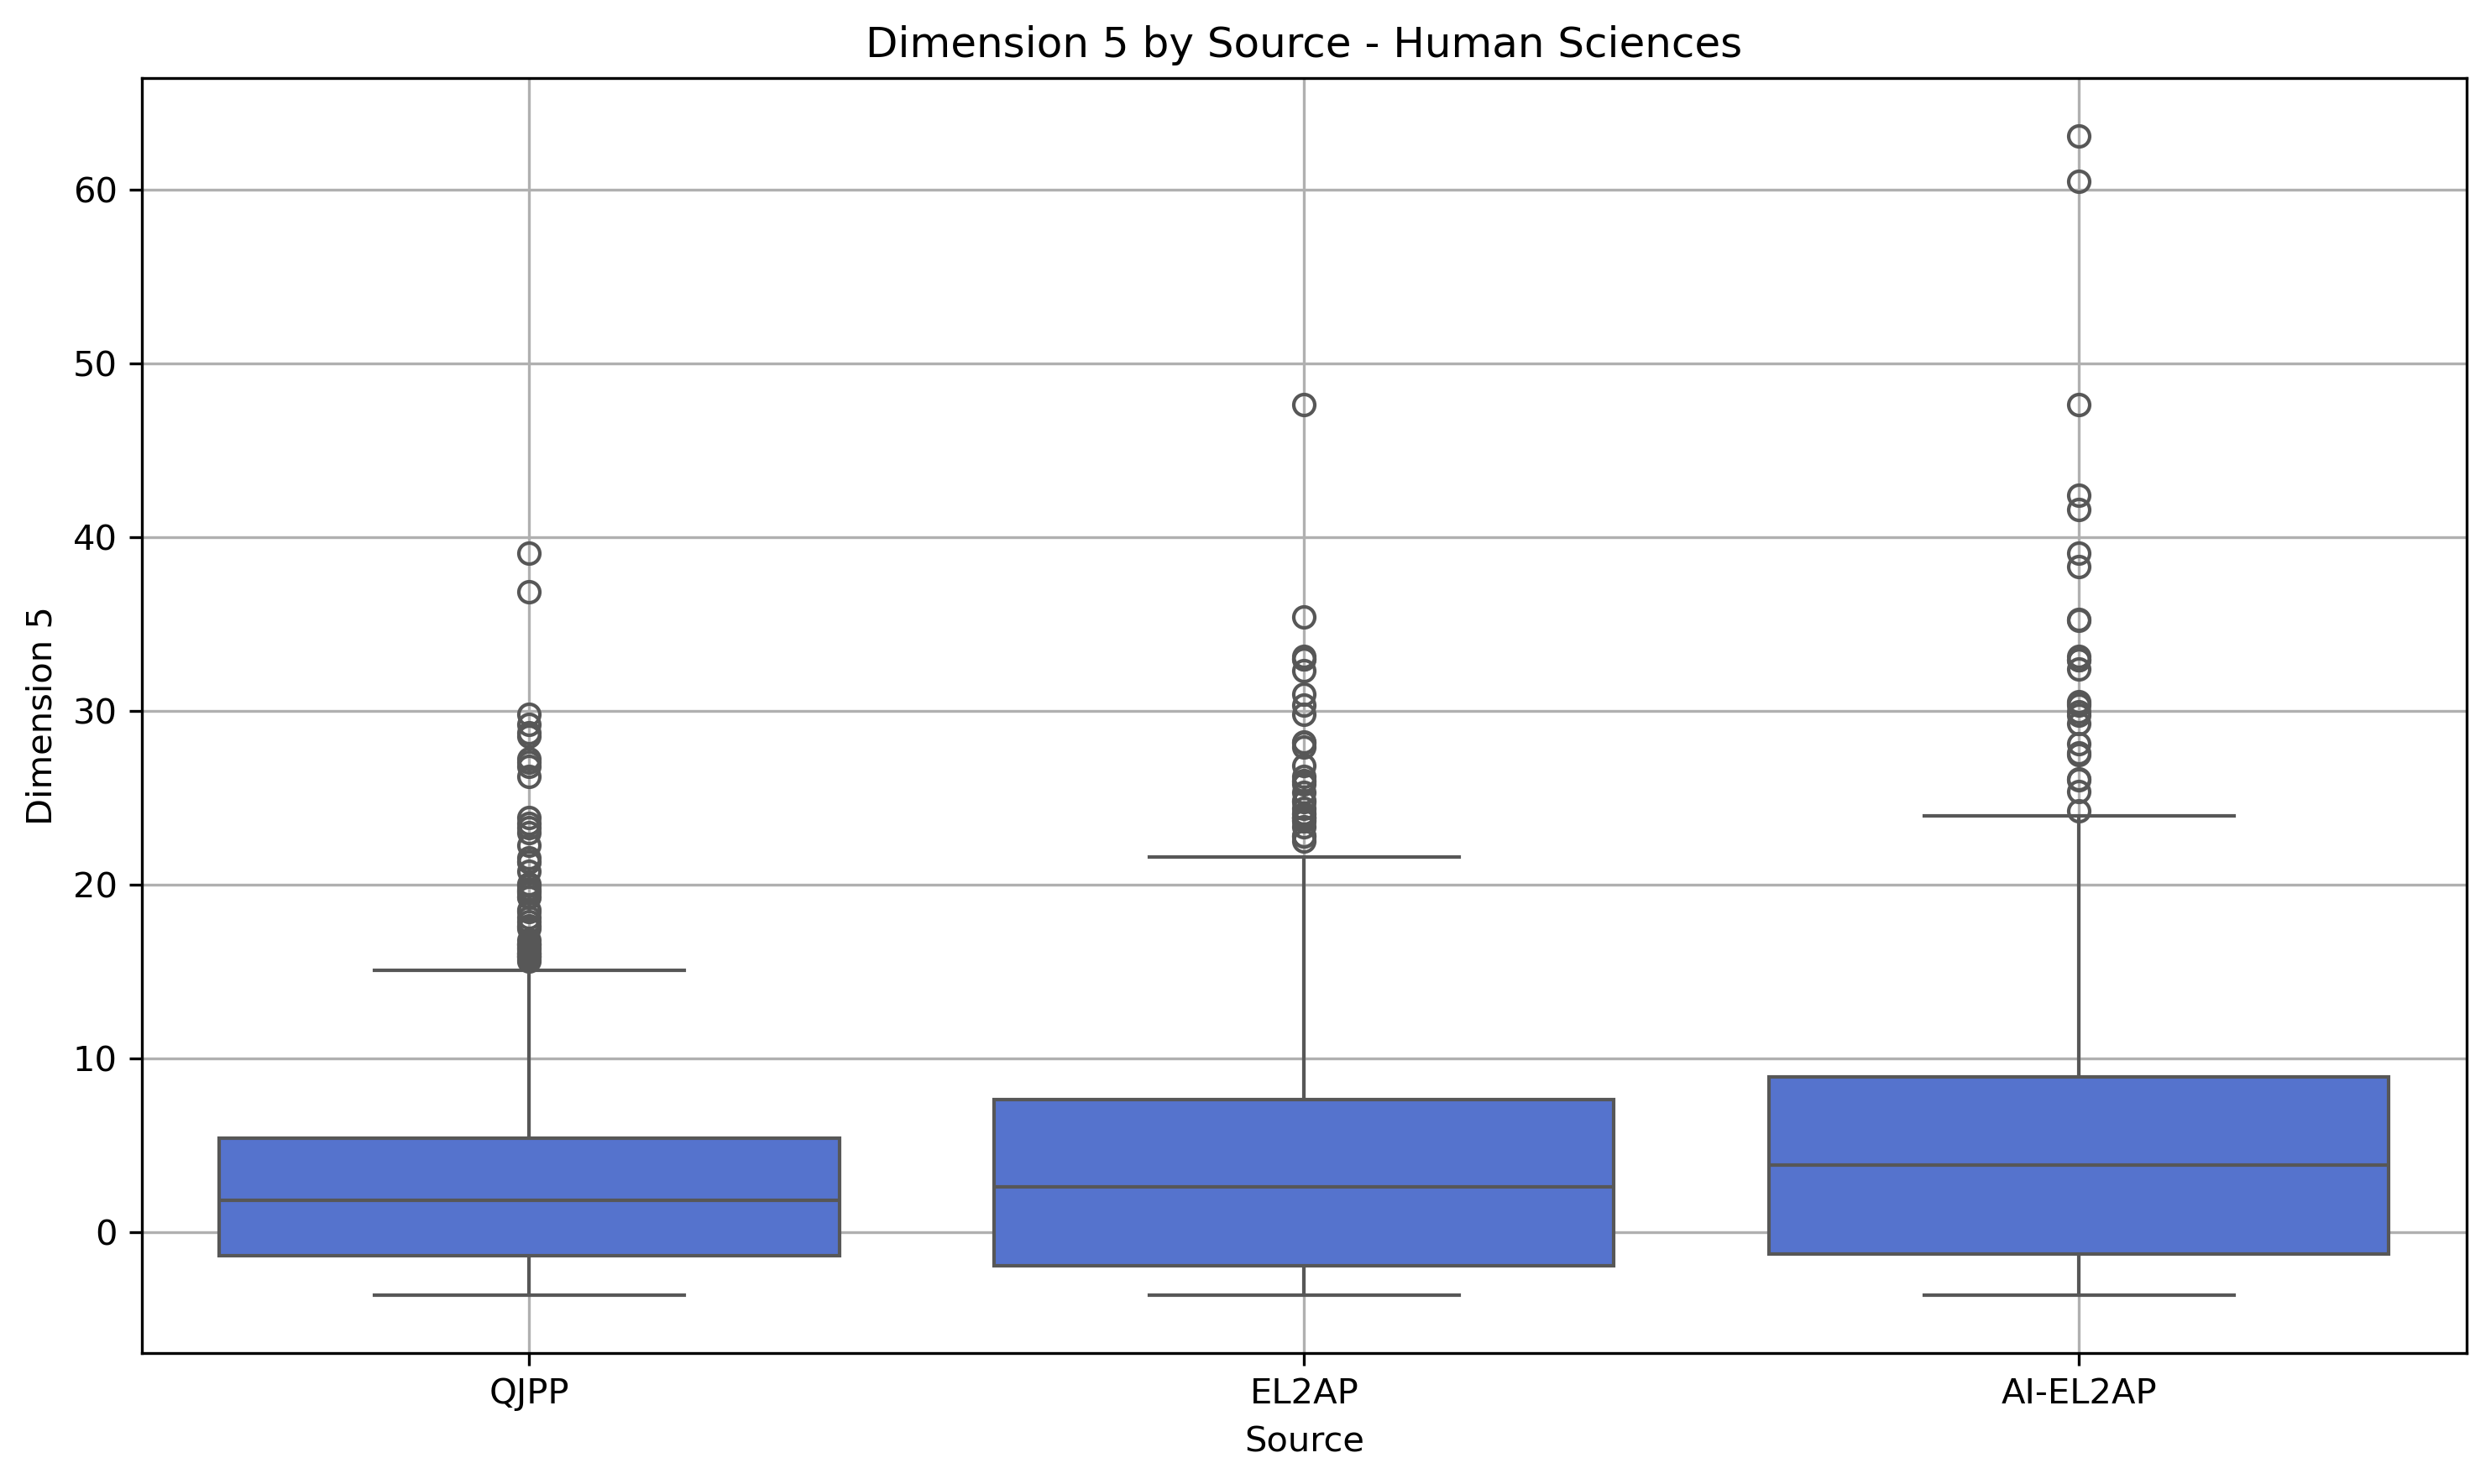 Dimension 5 by Source - Human Sciences
Dimension 5
60
50
40
30
20
10
0
QJPP
EL2AP
AI-EL2AP
Source